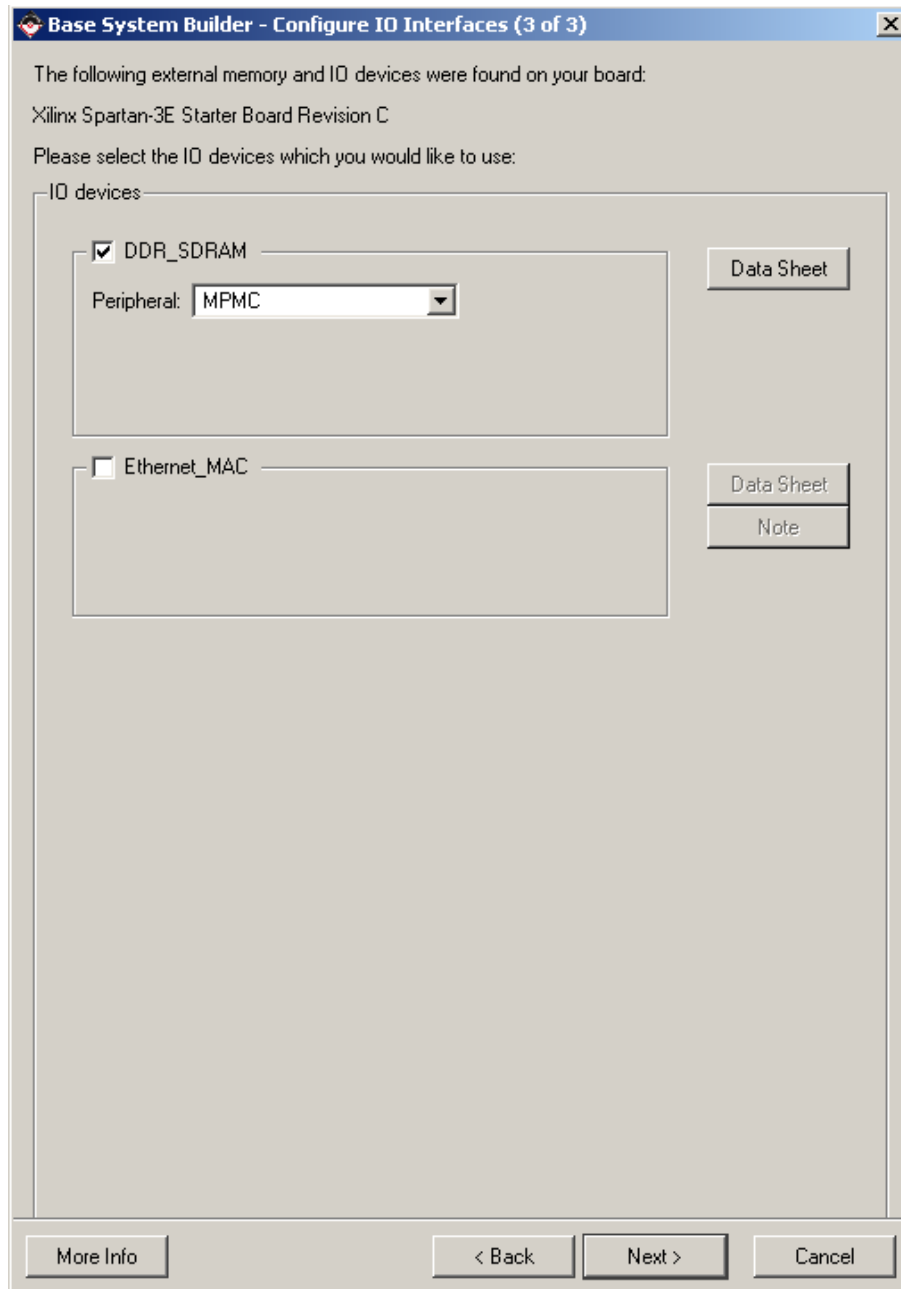 Base System Builder - Configure IO Interfaces (3 of 3)
The following external memory and IO devices were found on your board:
Xilinx Spartan-3E Starter Board Revision C
Please select the IO devices which you would like to use:
IO devices
DDR_SDRAM
Data Sheet
Peripheral: MPMC
Ethernet_MAC
Data Sheet
Note
More Info < Back Next > Cancel